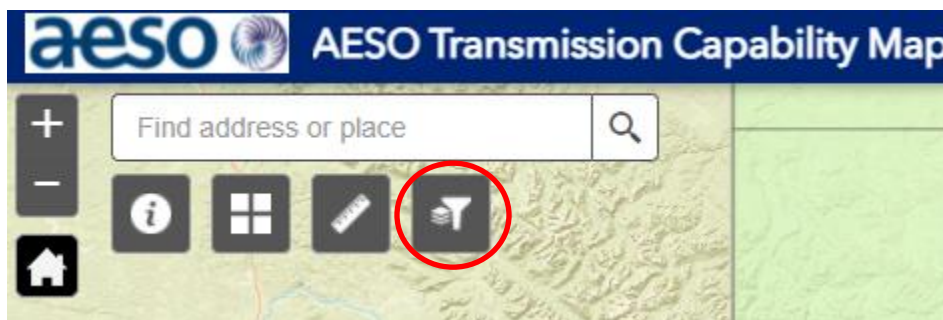 aeso AESO Transmission Capability Map
+
Find address or place
-
i